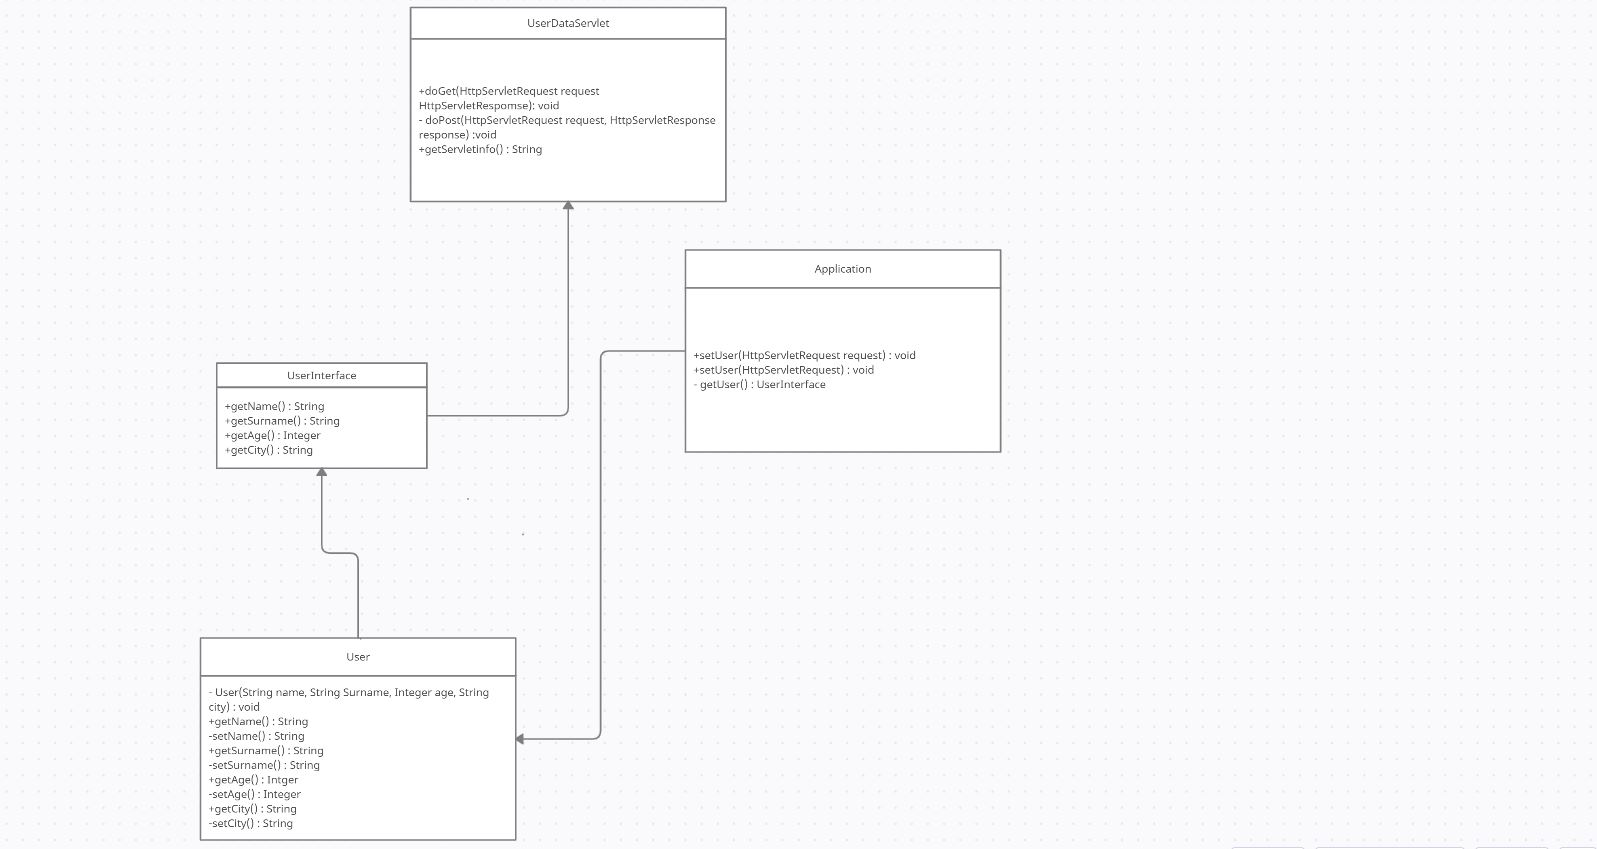 UserDataServlet
+doGet(HttpServletRequest request
HttpServletRespomse): void
- doPost(HttpServletRequest request, HttpServletResponse
response) :void
+getServletinfo() : String
Application
+setUser(HttpServletRequest request) : void
+setUser(HttpServletRequest) : void
- getUser() : UserInterface
UserInterface
+getName() : String
+getSurname() : String
+getAge() : Integer
+getCity() : String
User
- User(String name, String Surname, Integer age, String
city) : void
+getName() : String
-setName() : String
+getSurname() : String
-setSurname() : String
+getAge() : Intger
-setAge() : Integer
+getCity() : String
-setCity() : String